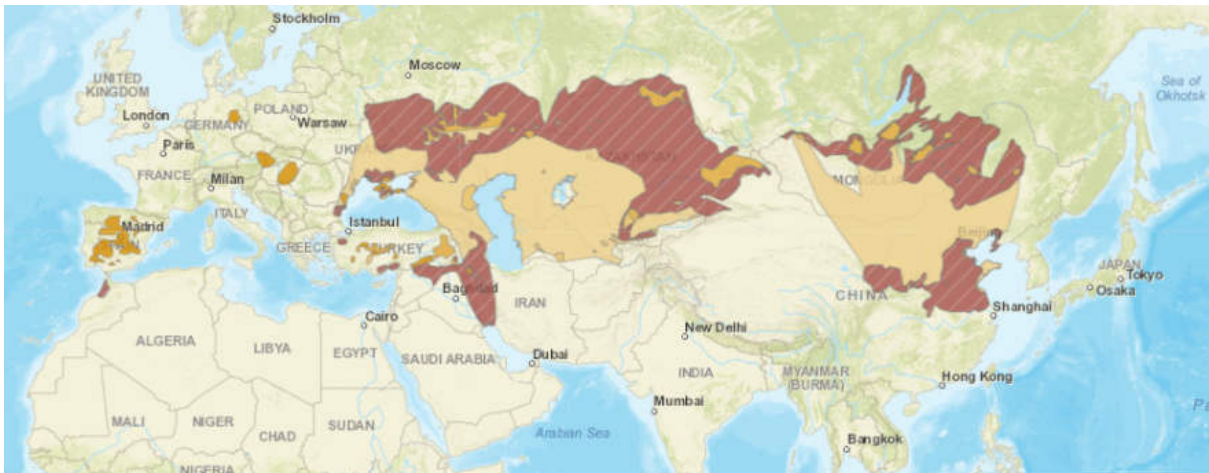 Stockholm
Moscow
UNITED
KINGDOM
London
POLAND
Warsaw
GERMANY
Paris
FRANCE
Milan
ITALY
Madrid
Istanbul
GREECE
TURKEY
Baghdad
IRAN
Cairo
ALGERIA
LIBYA
EGYPT
SAUDI ARABIA
Dubai
MALI
NIGER
CHAD
SUDAN
NIGERIA
Arabian Sea
New Delhi
INDIA
Mumbai
MYANMAR
(BURMA)
Bangkok
Hong Kong
CHINA
Shanghai
Beijing
JAPAN
Tokyo
Osaka
Sea of
Okhotsk